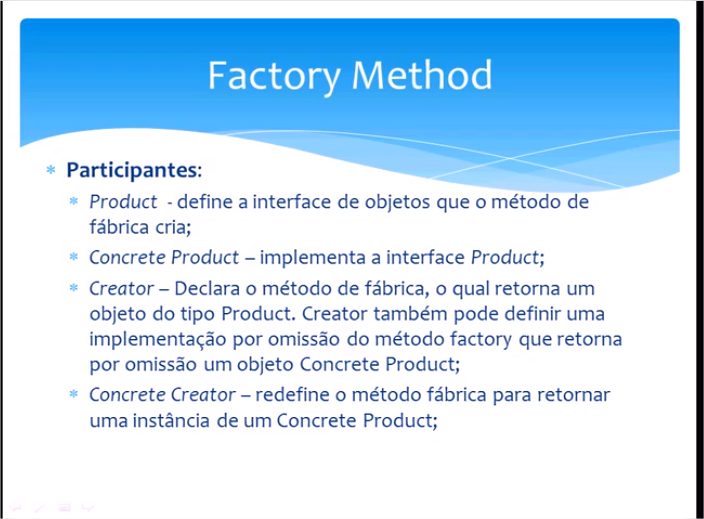 Factory Method
Participantes:
Product - define a interface de objetos que o método de
fábrica cria;
Concrete Product – implementa a interface Product;
Creator – Declara o método de fábrica, o qual retorna um
objeto do tipo Product. Creator também pode definir uma
implementação por omissão do método factory que retorna
por omissão um objeto Concrete Product;
Concrete Creator – redefine o método fábrica para retornar
uma instância de um Concrete Product;